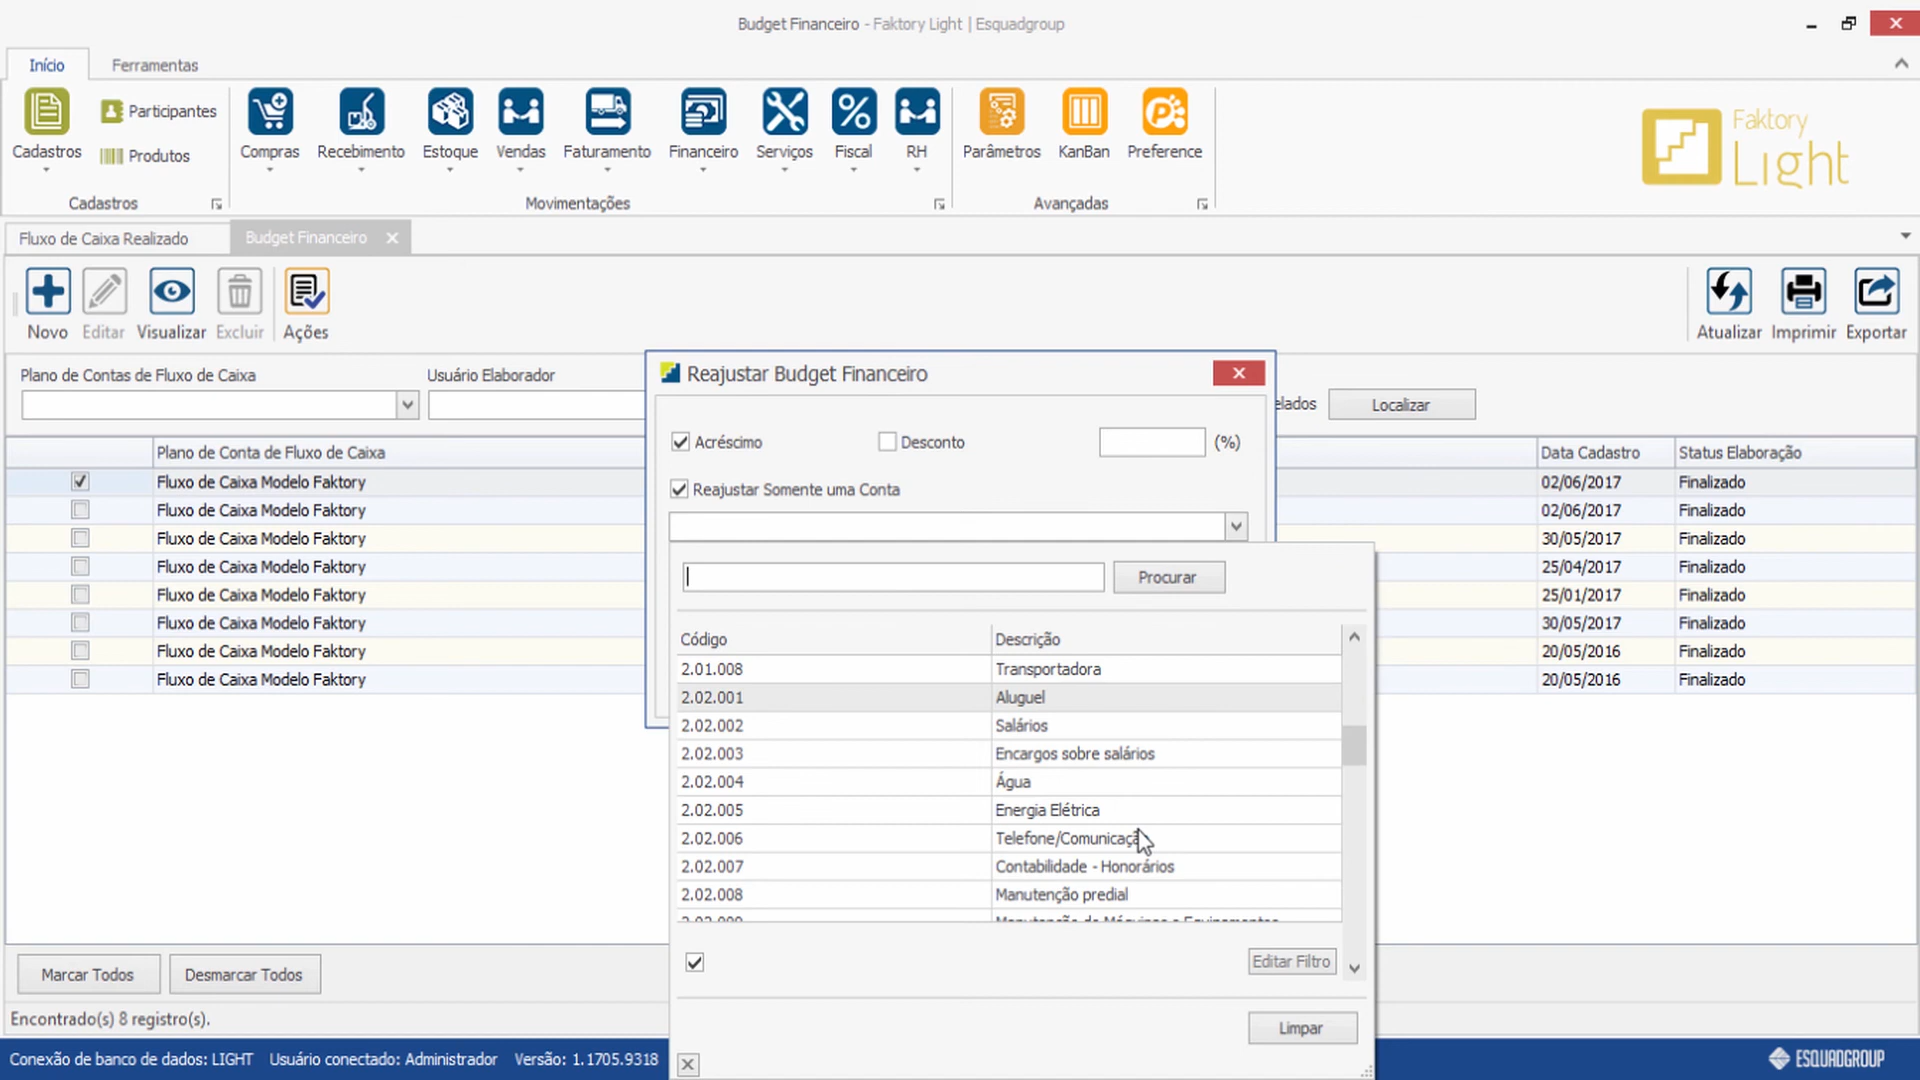 Budget Financeiro - Faktory Light | Esquadgroup
Início
Ferramentas
Cadastros
Participantes
Produtos
Compras
Recebimento
Estoque
Vendas
Faturamento
Financeiro
Serviços
Fiscal
RH
Parâmetros
KanBan
Preference
Faktory
Light
Cadastros
Movimentações
Avançadas
Fluxo de Caixa Realizado
Budget Financeiro
Novo
Editar
Visualizar
Excluir
Ações
Atualizar
Imprimir
Exportar
Plano de Contas de Fluxo de Caixa
Usuário Elaborador
elados
Localizar
Plano de Conta de Fluxo de Caixa
Data Cadastro
Status Elaboração
Fluxo de Caixa Modelo Faktory 02/06/2017 Finalizado
Fluxo de Caixa Modelo Faktory 02/06/2017 Finalizado
Fluxo de Caixa Modelo Faktory 30/05/2017 Finalizado
Fluxo de Caixa Modelo Faktory 25/04/2017 Finalizado
Fluxo de Caixa Modelo Faktory 25/01/2017 Finalizado
Fluxo de Caixa Modelo Faktory 30/05/2017 Finalizado
Fluxo de Caixa Modelo Faktory 20/05/2016 Finalizado
Fluxo de Caixa Modelo Faktory 20/05/2016 Finalizado
Reajustar Budget Financeiro
Acréscimo
Desconto
(%)
Reajustar Somente uma Conta
Procurar
Código Descrição
2.01.008 Transportadora
2.02.001 Aluguel
2.02.002 Salários
2.02.003 Encargos sobre salários
2.02.004 Água
2.02.005 Energia Elétrica
2.02.006 Telefone/Comunicaçã
2.02.007 Contabilidade - Honorários
2.02.008 Manutenção predial
2.02.009 Manutenção de Máquinas e Equipamentos
Editar Filtro
Limpar
Marcar Todos
Desmarcar Todos
Encontrado(s) 8 registro(s).
Conexão de banco de dados: LIGHT Usuário conectado: Administrador Versão: 1.1705.9318
ESQUADGROUP